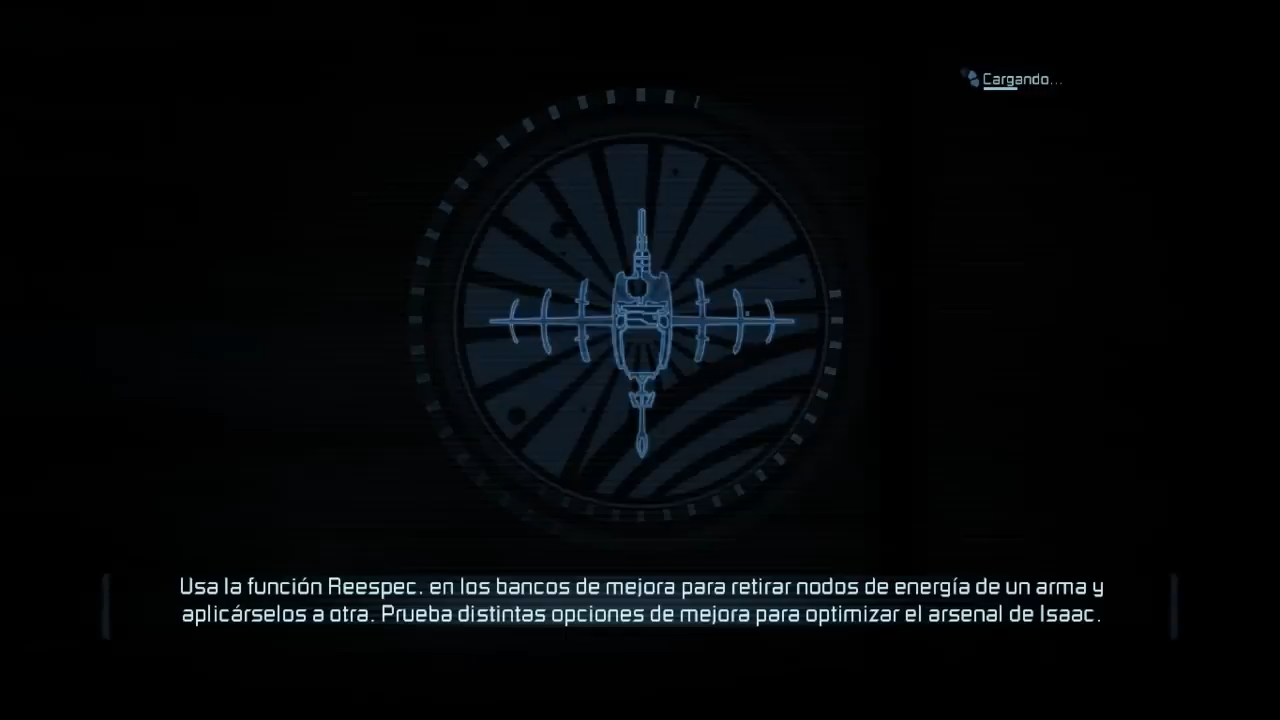 Cargando...
Usa la función Reespec. en los bancos de mejora para retirar nodos de energía de un arma y
aplicárselos a otra. Prueba distintas opciones de mejora para optimizar el arsenal de Isaac.